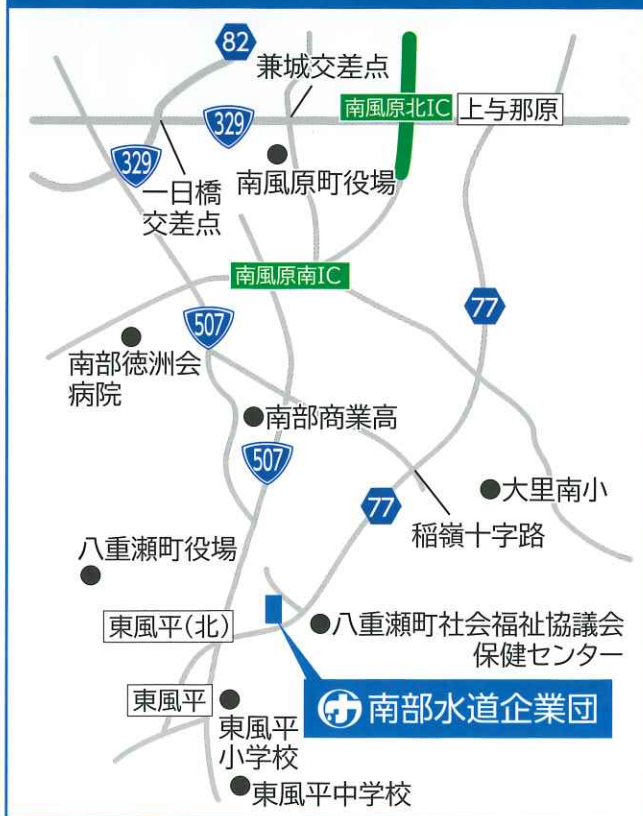 82
兼城交差点
南風原北IC
上与那原
329
329
南風原町役場
一日橋
交差点
南風原南IC
77
507
南部徳洲会
病院
南部商業高
507
大里南小
77
稲嶺十字路
八重瀬町役場
東風平(北)
八重瀬町社会福祉協議会
保健センター
南部水道企業団
東風平
東風平
小学校
東風平中学校